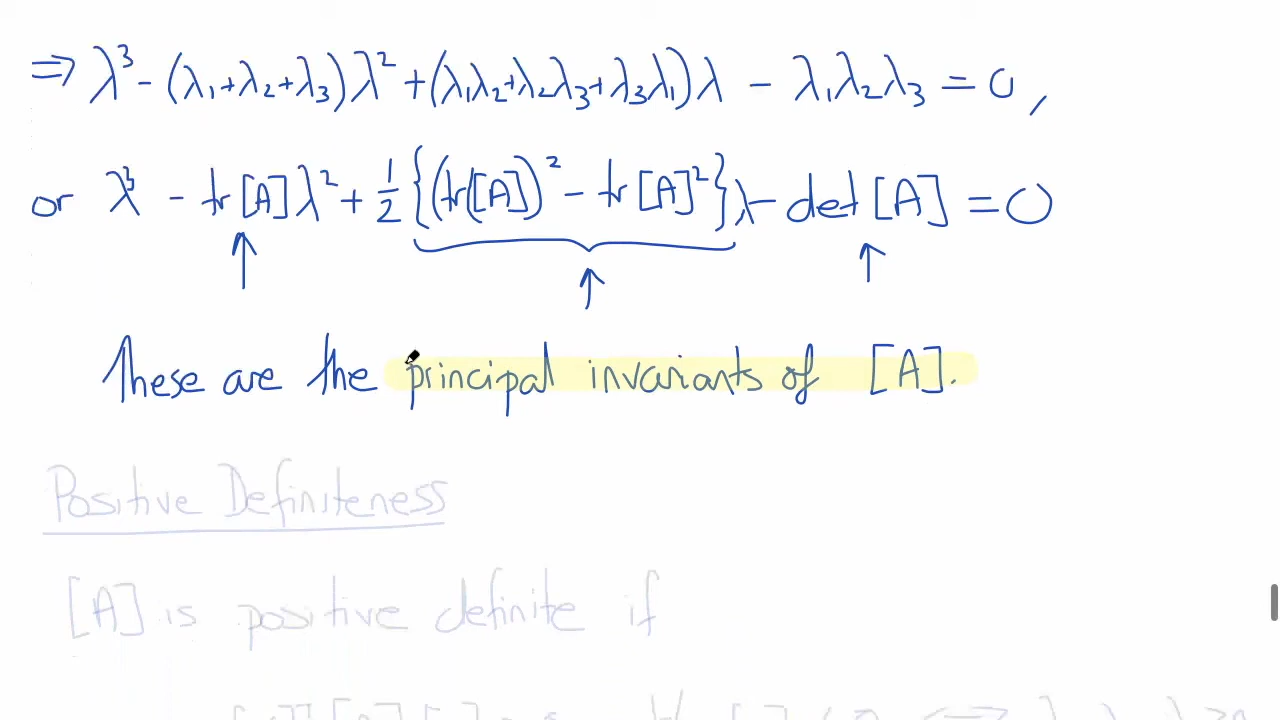 ⇒ λ³ - (λ₁+λ₂+λ₃)λ² + (λ₁λ₂+λ₂λ₃+λ₃λ₁)λ - λ₁λ₂λ₃ = 0,
or λ³ - tr[A]λ² + 1/2 {(tr([A])² - tr[A]²}λ - det[A] = 0
These are the principal invariants of [A].
Positive Definiteness
[A] is positive definite if